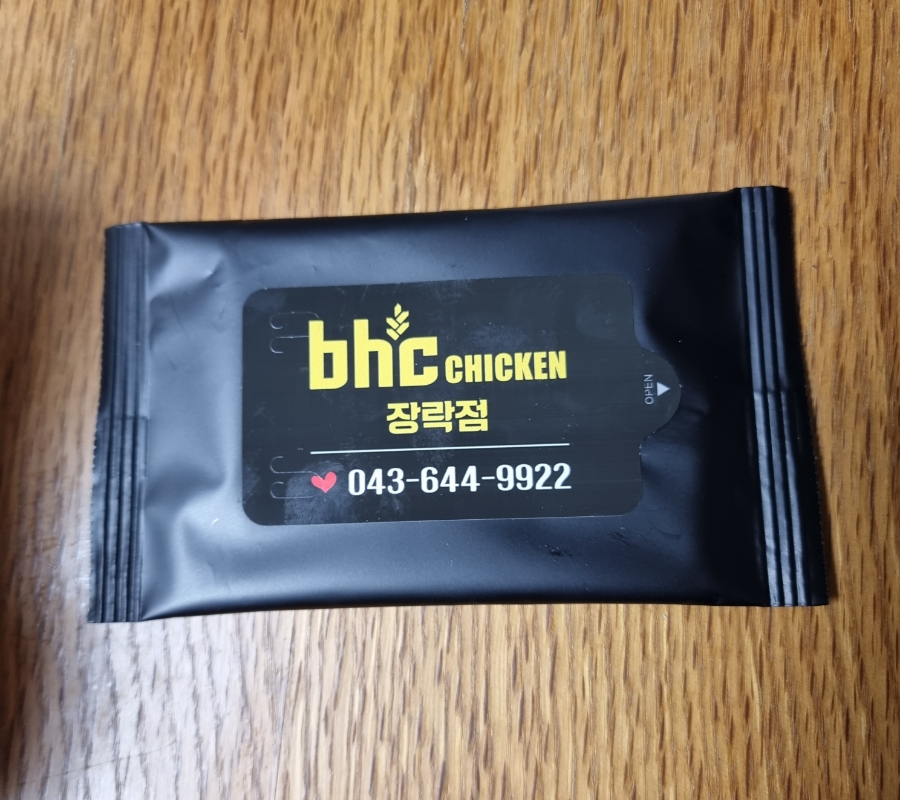 bhc CHICKEN
장락점
043-644-9922
OPEN